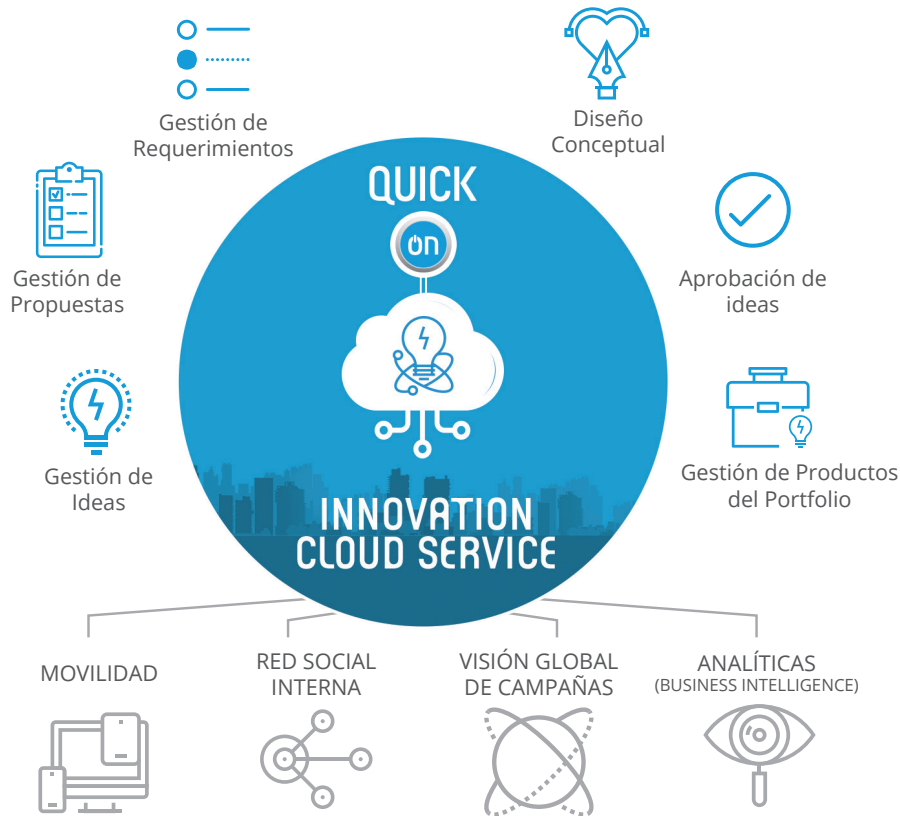 Gestión de
Requerimientos
Diseño
Conceptual
Gestión de
Propuestas
Aprobación de
ideas
Gestión de
Ideas
Gestión de Productos
del Portfolio
QUICK
on
INNOVATION
CLOUD SERVICE
MOVILIDAD
RED SOCIAL
INTERNA
VISIÓN GLOBAL
DE CAMPAÑAS
ANALÍTICAS
(BUSINESS INTELLIGENCE)